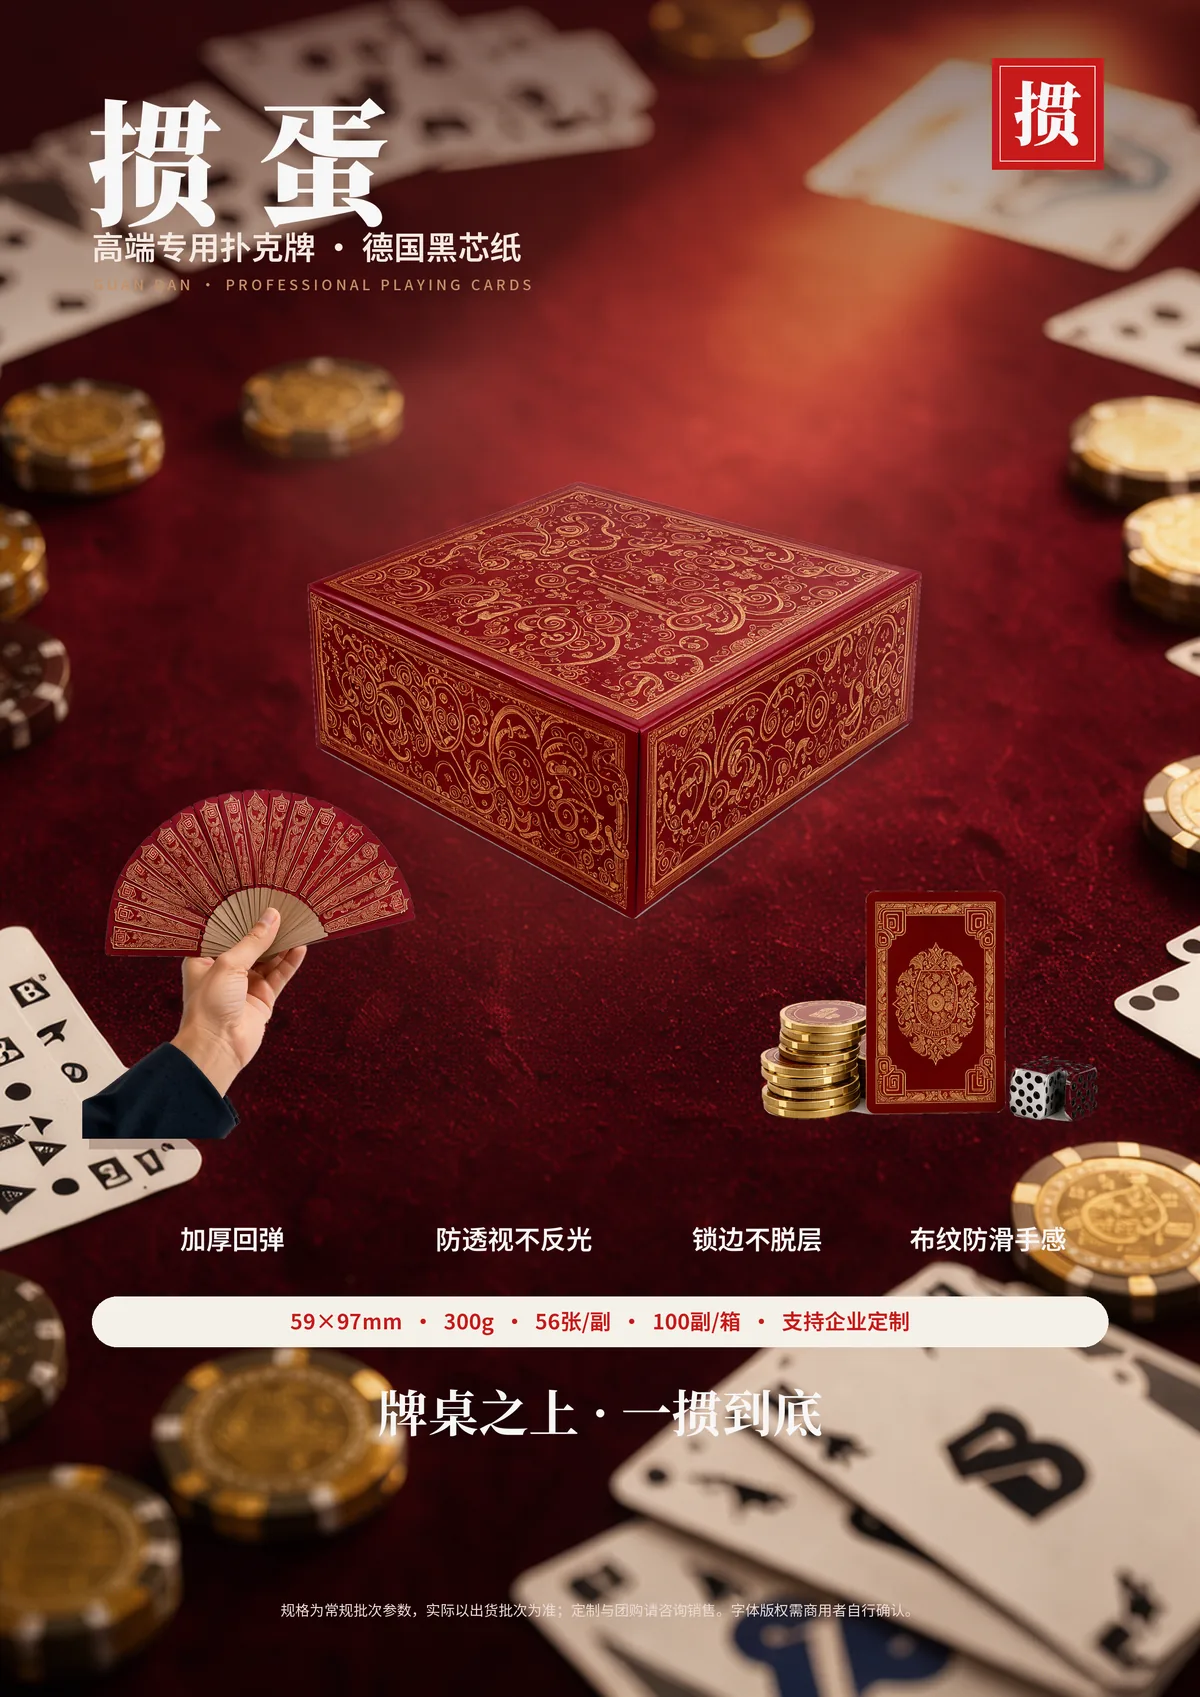 掼蛋
掼
高端专用扑克牌 · 德国黑芯纸
GUAN DAN · PROFESSIONAL PLAYING CARDS
加厚回弹
防透视不反光
锁边不脱层
布纹防滑手感
59×97mm · 300g · 56张/副 · 100副/箱 · 支持企业定制
牌桌之上 · 一掼到底
规格为常规批次参数，实际以出货批次为准；定制与团购请咨询销售。字体版权需商用者自行确认。